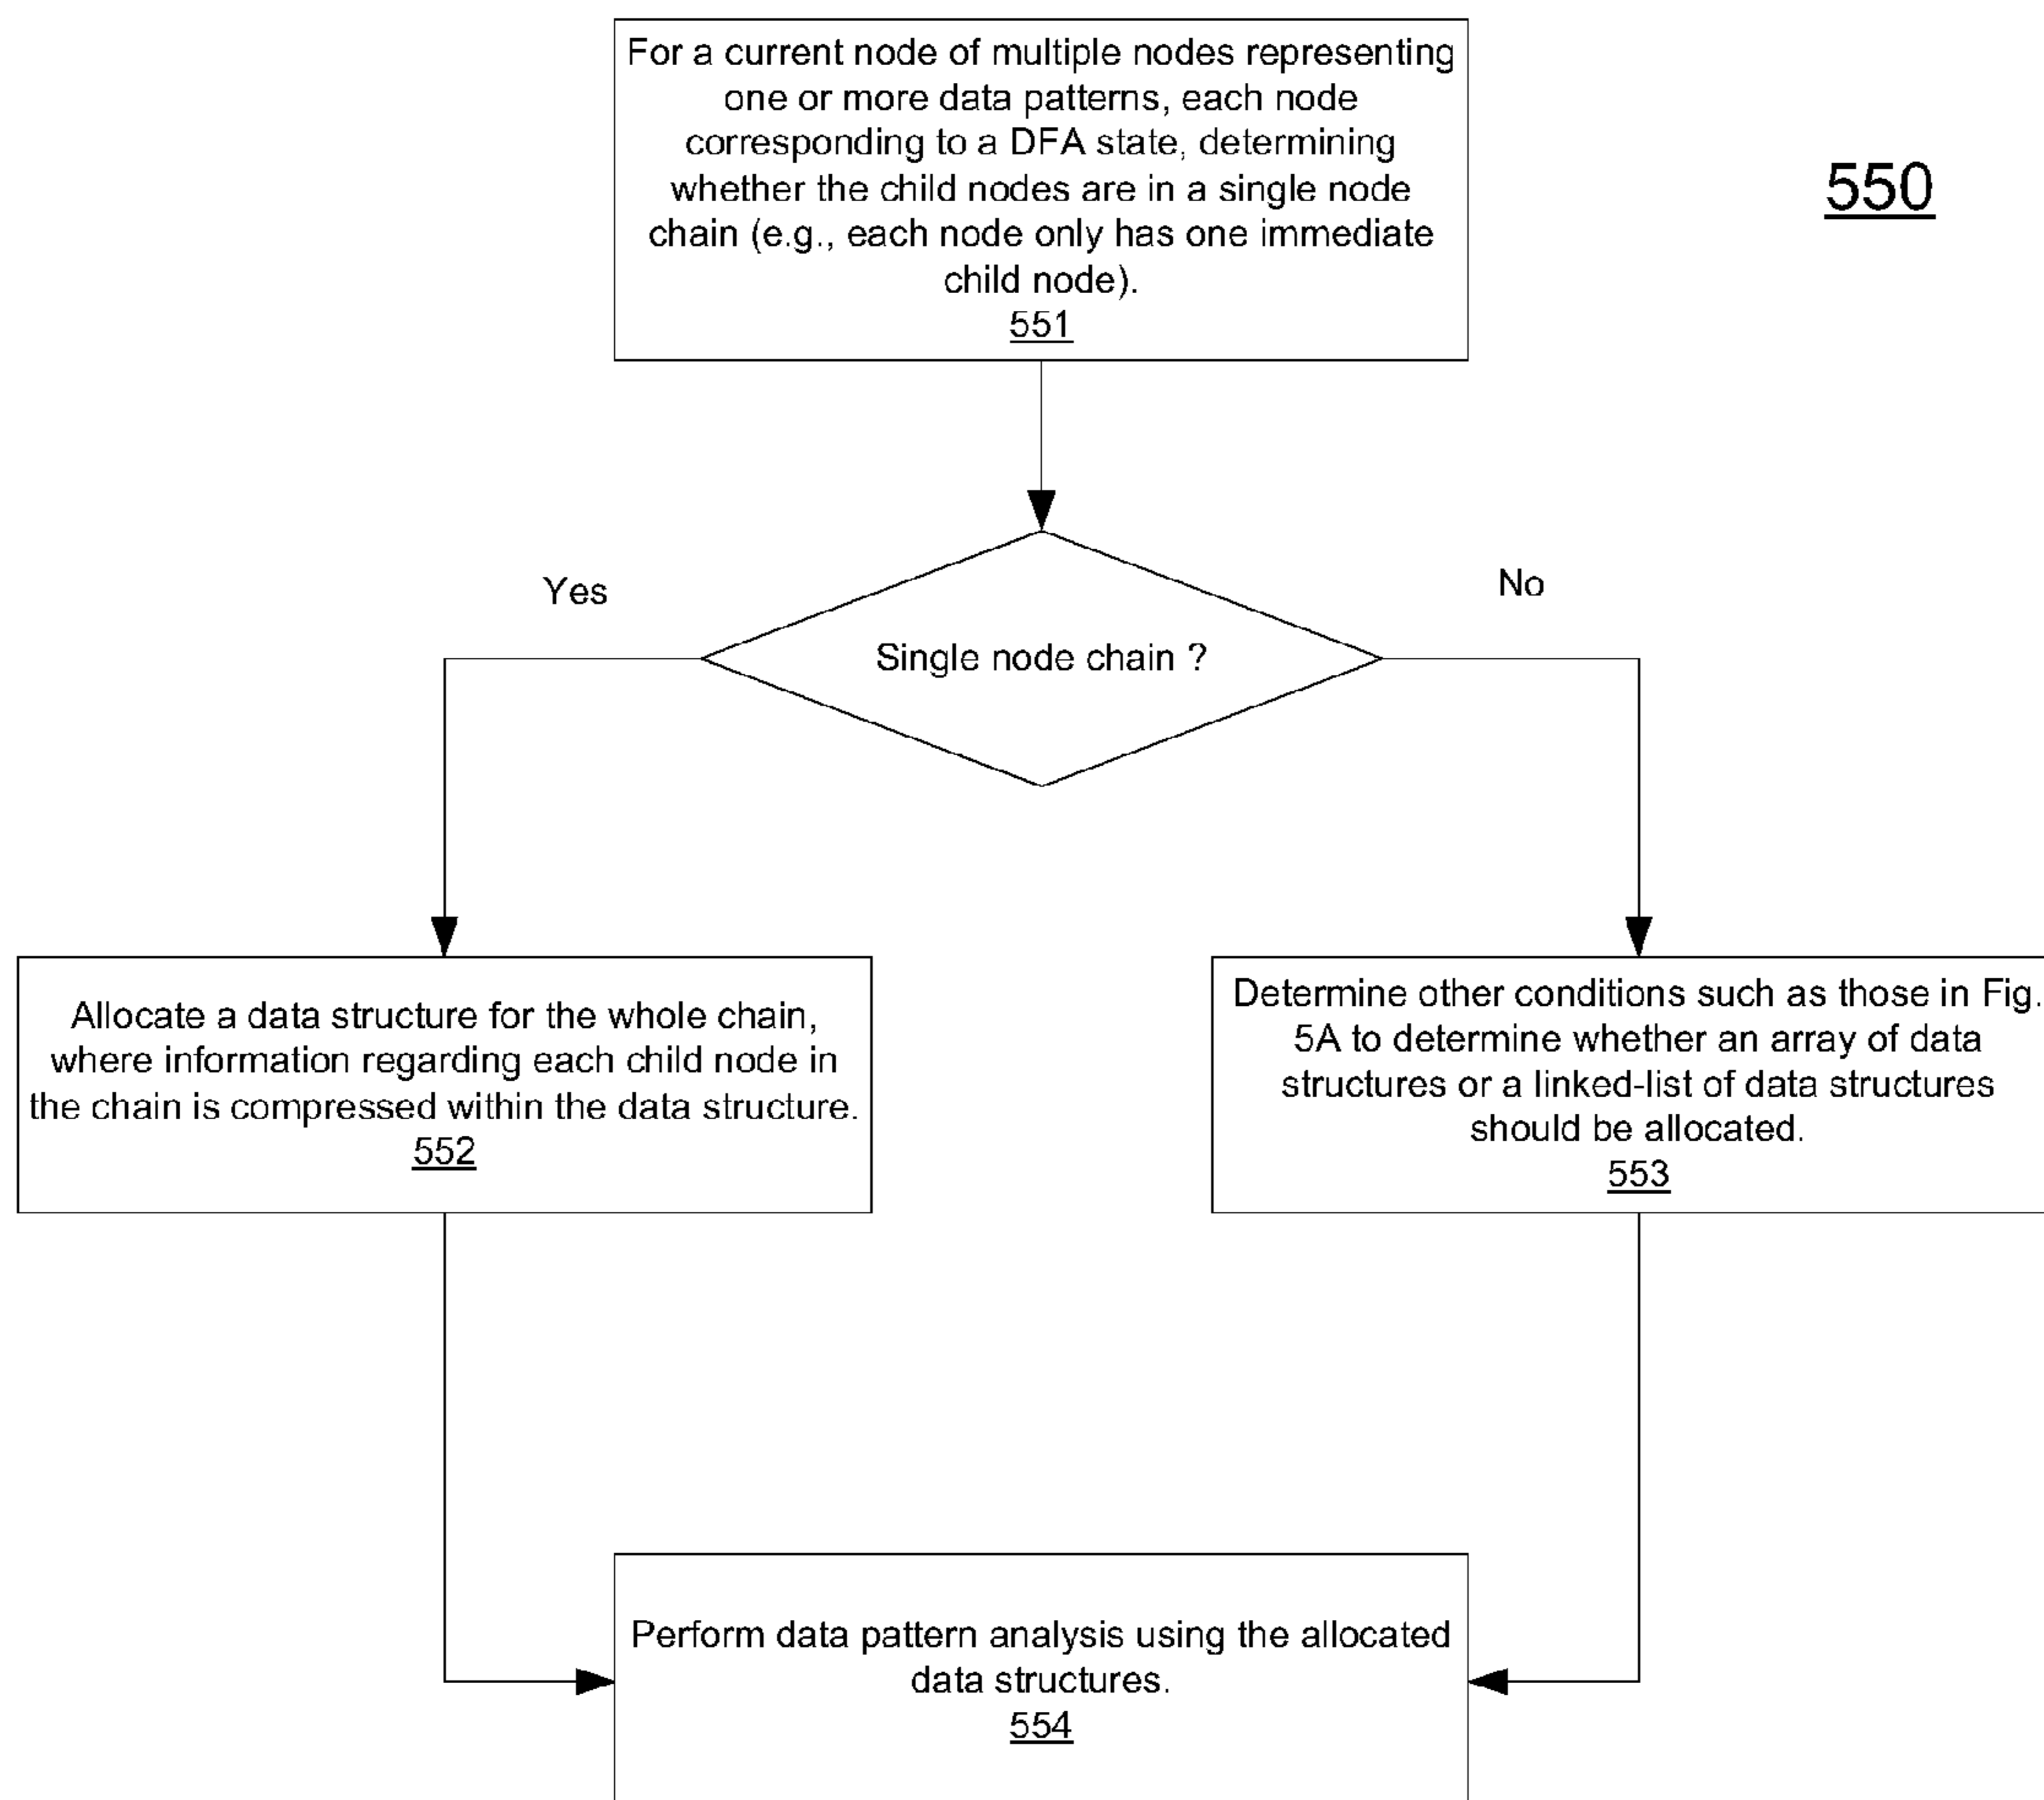 For a current node of multiple nodes representing
one or more data patterns, each node
corresponding to a DFA state, determining
whether the child nodes are in a single node
chain (e.g., each node only has one immediate
child node).
551
550
Yes
No
Single node chain ?
Allocate a data structure for the whole chain,
where information regarding each child node in
the chain is compressed within the data structure.
552
Determine other conditions such as those in Fig.
5A to determine whether an array of data
structures or a linked-list of data structures
should be allocated.
553
Perform data pattern analysis using the allocated
data structures.
554